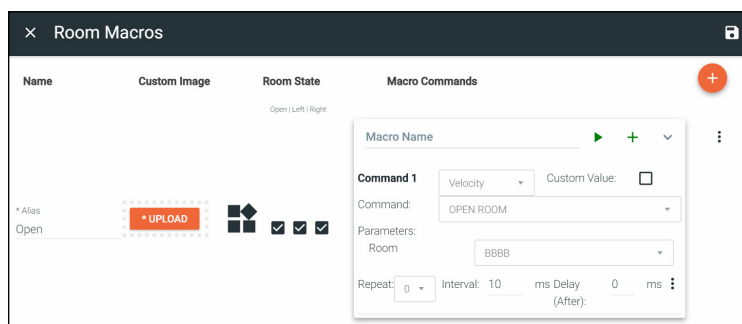 Room Macros
Name Custom Image Room State Macro Commands
Open | Left | Right
Macro Name
Command 1 Velocity Custom Value:
* Alias
Open
* UPLOAD
Command: OPEN ROOM
Parameters:
Room BBBB
Repeat: 0 Interval: 10 ms Delay (After): 0 ms